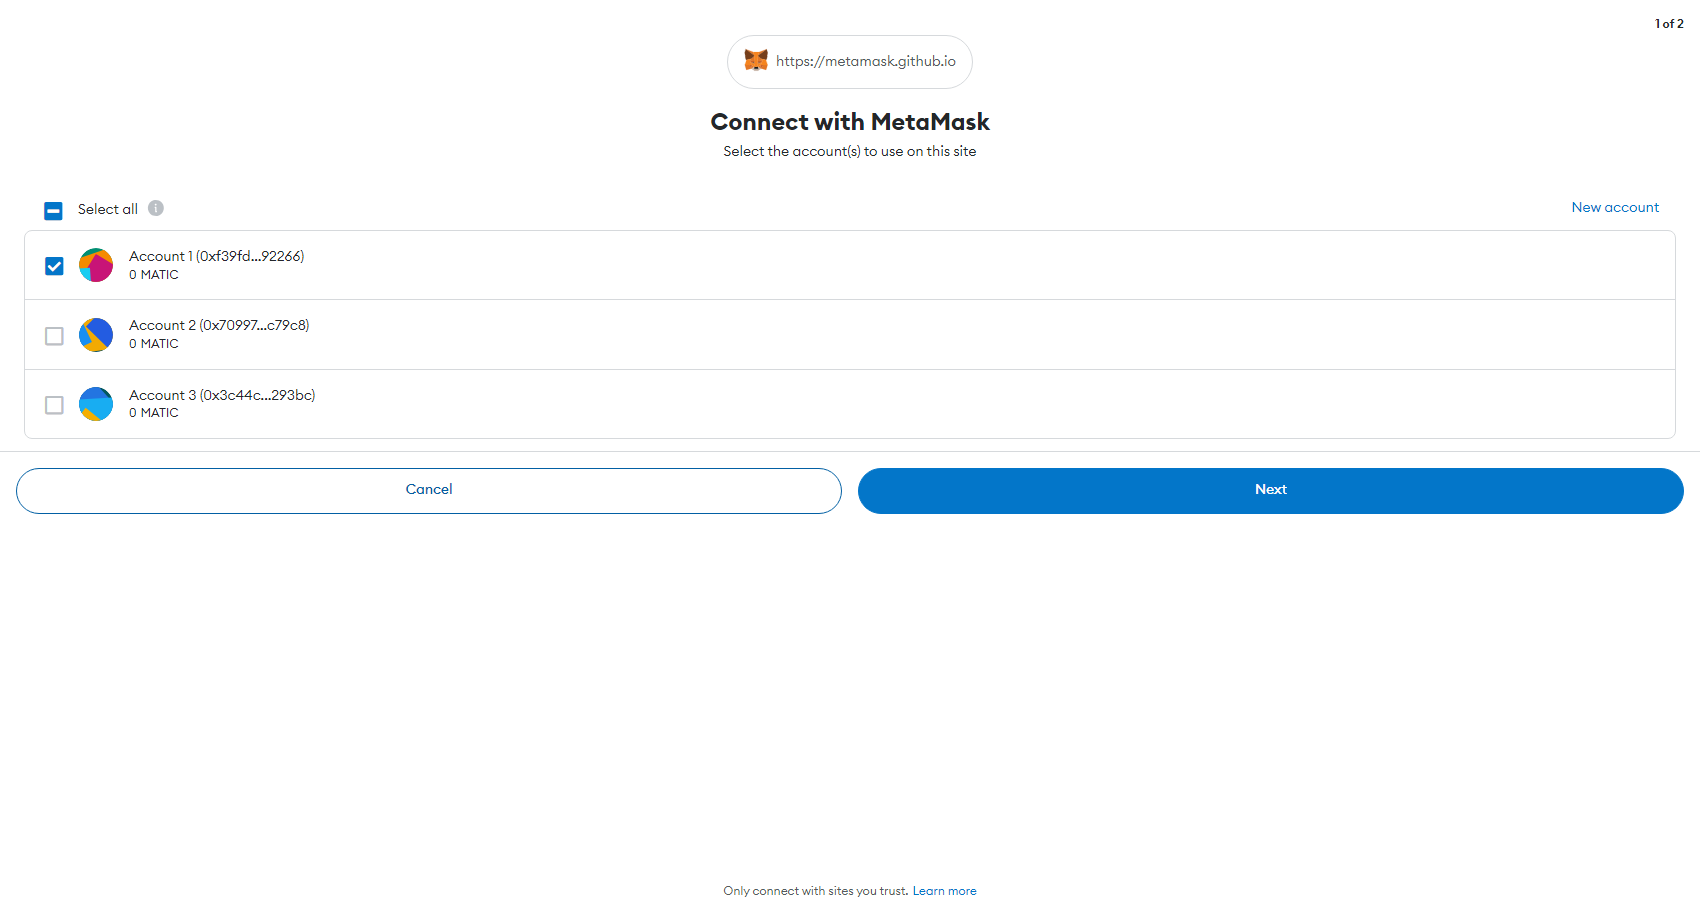 1 of 2
https://metamask.github.io
Connect with MetaMask
Select the account(s) to use on this site
Select all
New account
Account 1 (0xf39fd...92266)
0 MATIC
Account 2 (0x70997...c79c8)
0 MATIC
Account 3 (0x3c44c...293bc)
0 MATIC
Cancel
Next
Only connect with sites you trust. Learn more